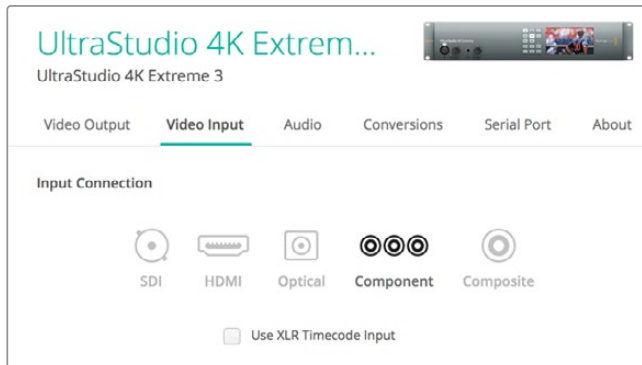 UltraStudio 4K Extrem...
UltraStudio 4K Extreme 3
Video Output Video Input Audio Conversions Serial Port About
Input Connection
SDI HDMI Optical Component Composite
Use XLR Timecode Input